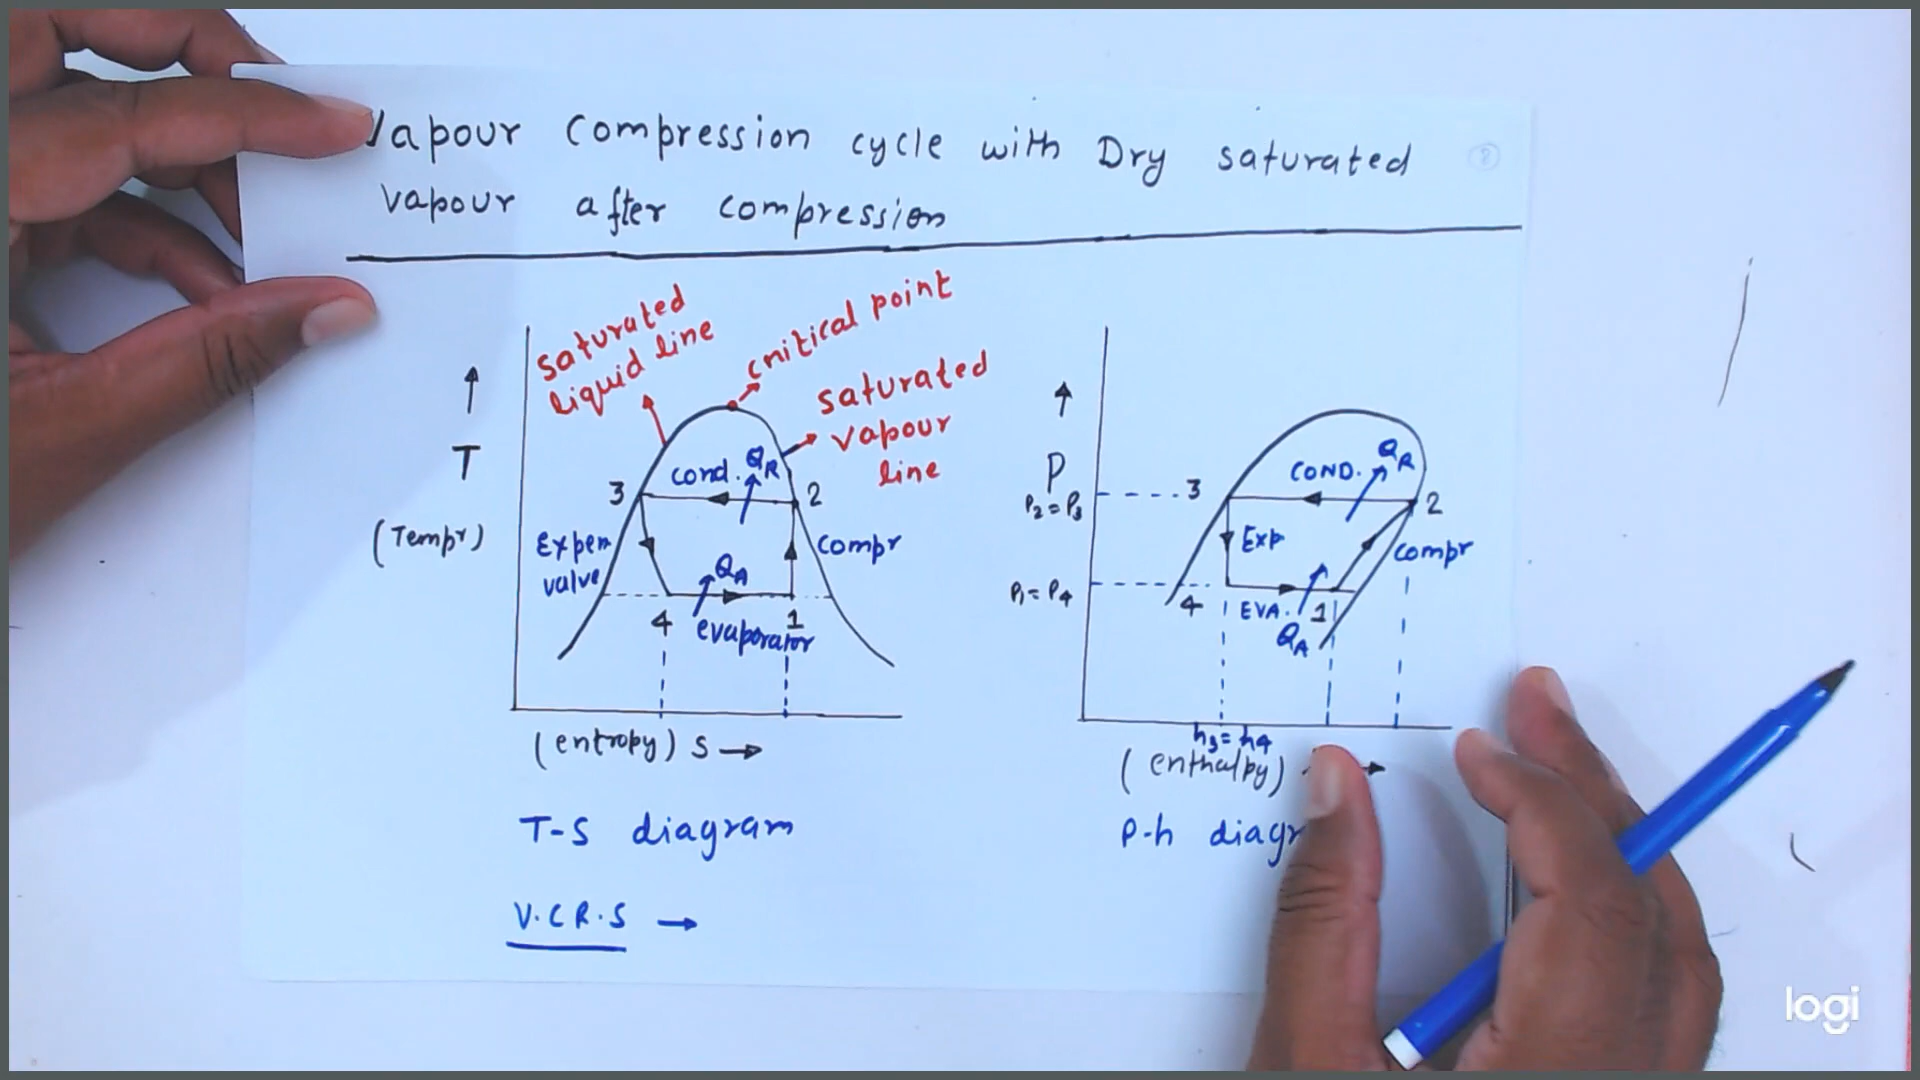 Vapour compression cycle with Dry saturated
vapour after compression
saturated
liquid line
critical point
saturated
vapour
line
T
(Tempr)
3
cond.
QR
2
Expen
valve
compr
QA
4
1
evaporator
(entropy) S →
T-S diagram
P
P2 = P3
P1 = P4
3
COND.
QR
2
Exp
compr
4
EVA.
1
QA
h3 = h4
(enthalpy)
P-h diagr
V.C.R.S →
logi